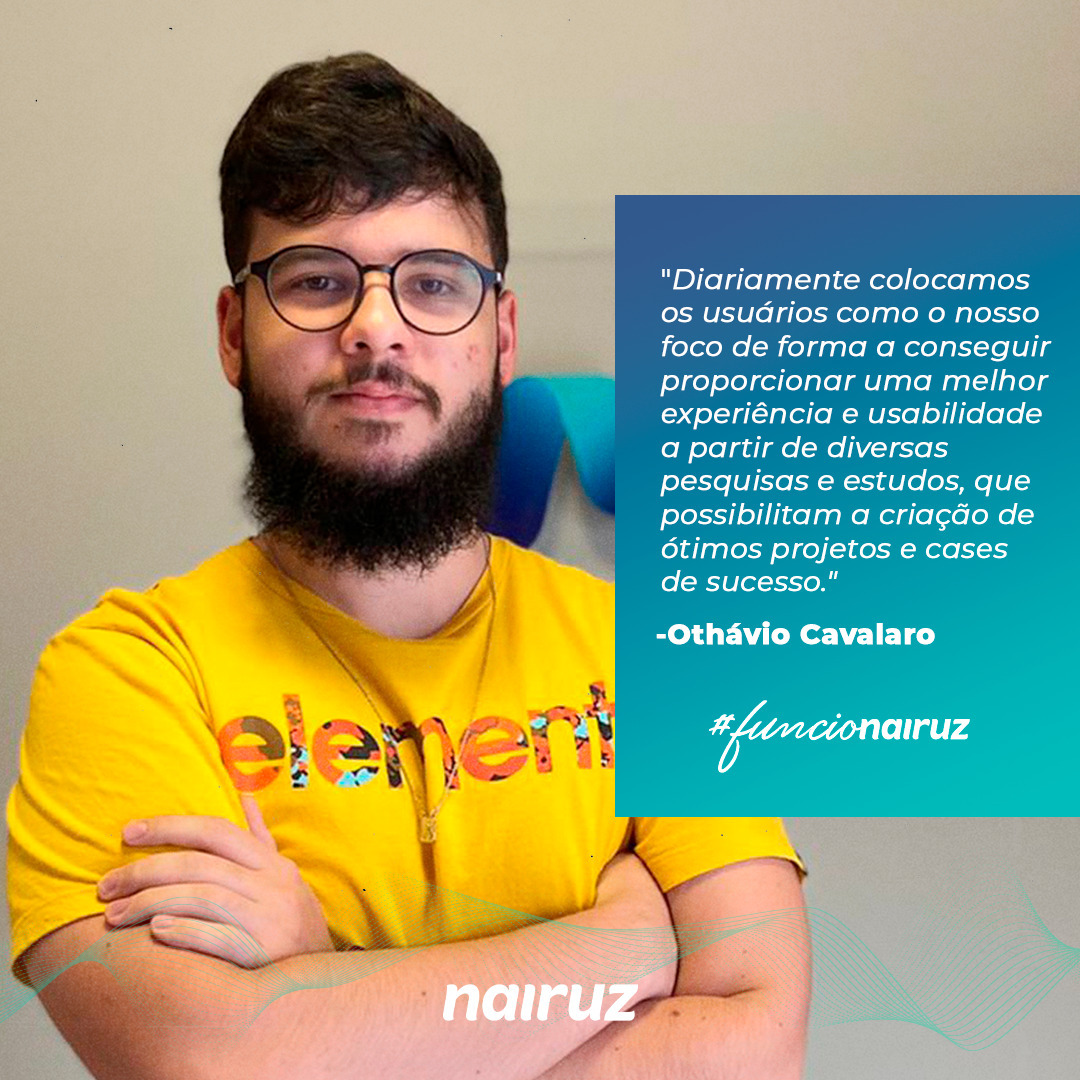 "Diariamente colocamos
os usuários como o nosso
foco de forma a conseguir
proporcionar uma melhor
experiência e usabilidade
a partir de diversas
pesquisas e estudos, que
possibilitam a criação de
ótimos projetos e cases
de sucesso."
-Othávio Cavalaro
#funcionairuz
element
nairuz